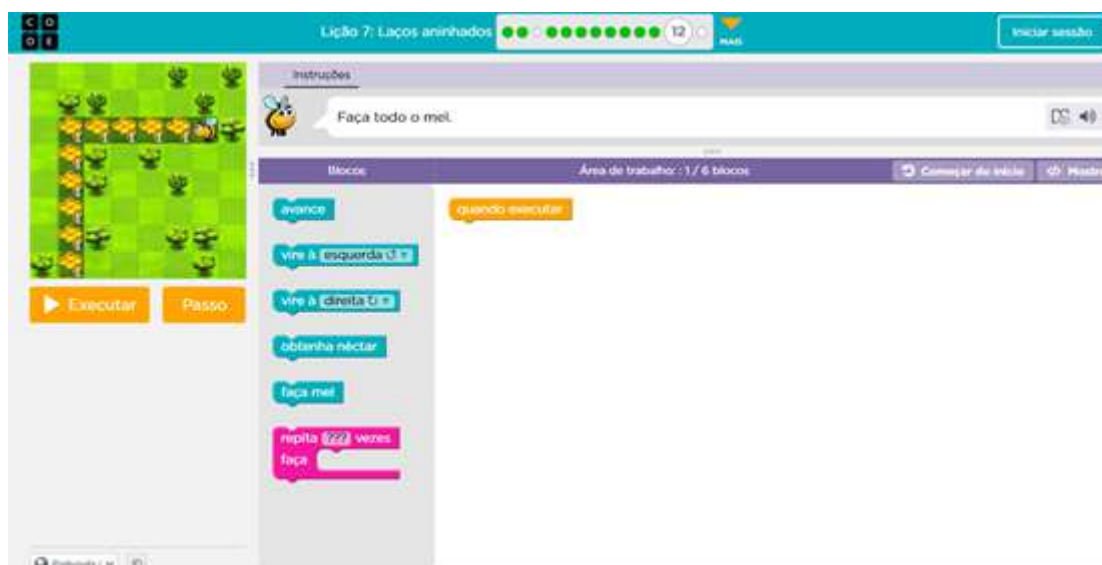 C O
D E
Lição 7: Laços aninhados
12
MAIS
Iniciar sessão
Instruções
Faça todo o mel.
Blocos
Área de trabalho: : 1 / 6 blocos
Começar do início
avance
quando executar
vire à esquerda ↺ ▾
Executar
Passo
vire à direita ↻ ▾
obtenha néctar
faça mel
repita ??? vezes
faça